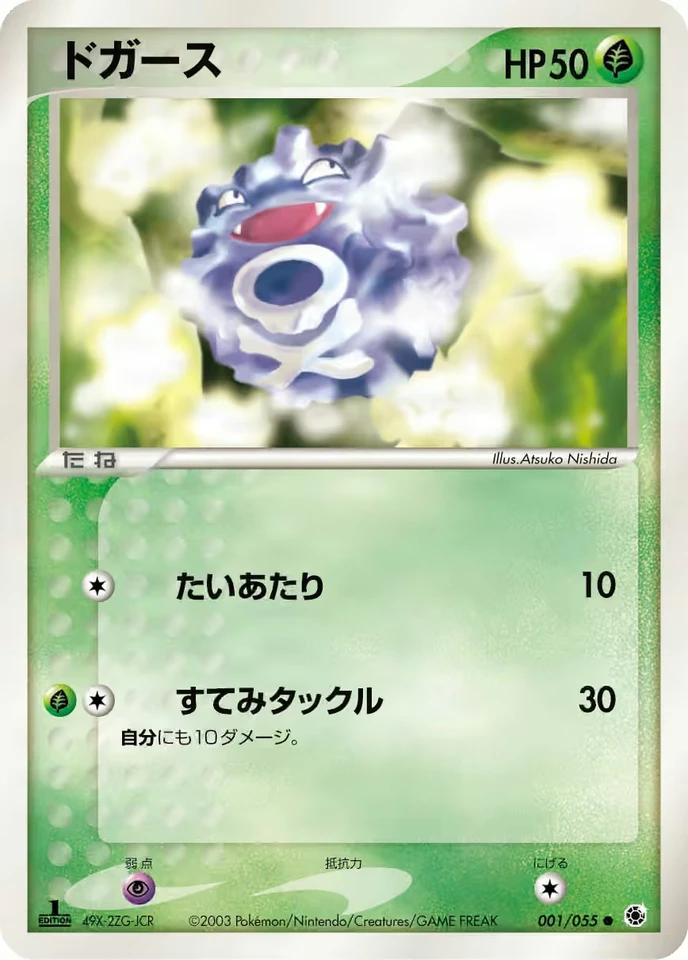 ドガース
HP50
たね
Illus.Atsuko Nishida
たいあたり 10
すてみタックル 30
自分にも10ダメージ。
弱点 抵抗力 にげる
1 EDITION 49X-2ZG-JCR ©2003 Pokémon/Nintendo/Creatures/GAME FREAK 001/055